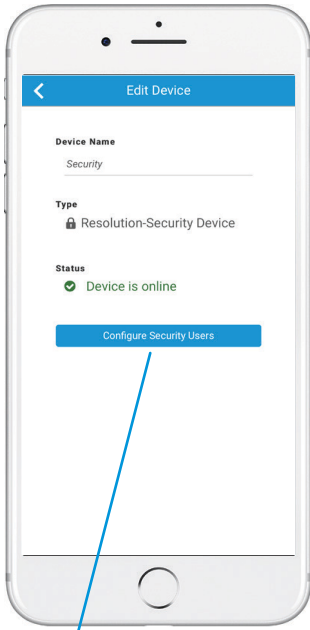 Edit Device
Device Name
Security
Type
Resolution-Security Device
Status
Device is online
Configure Security Users